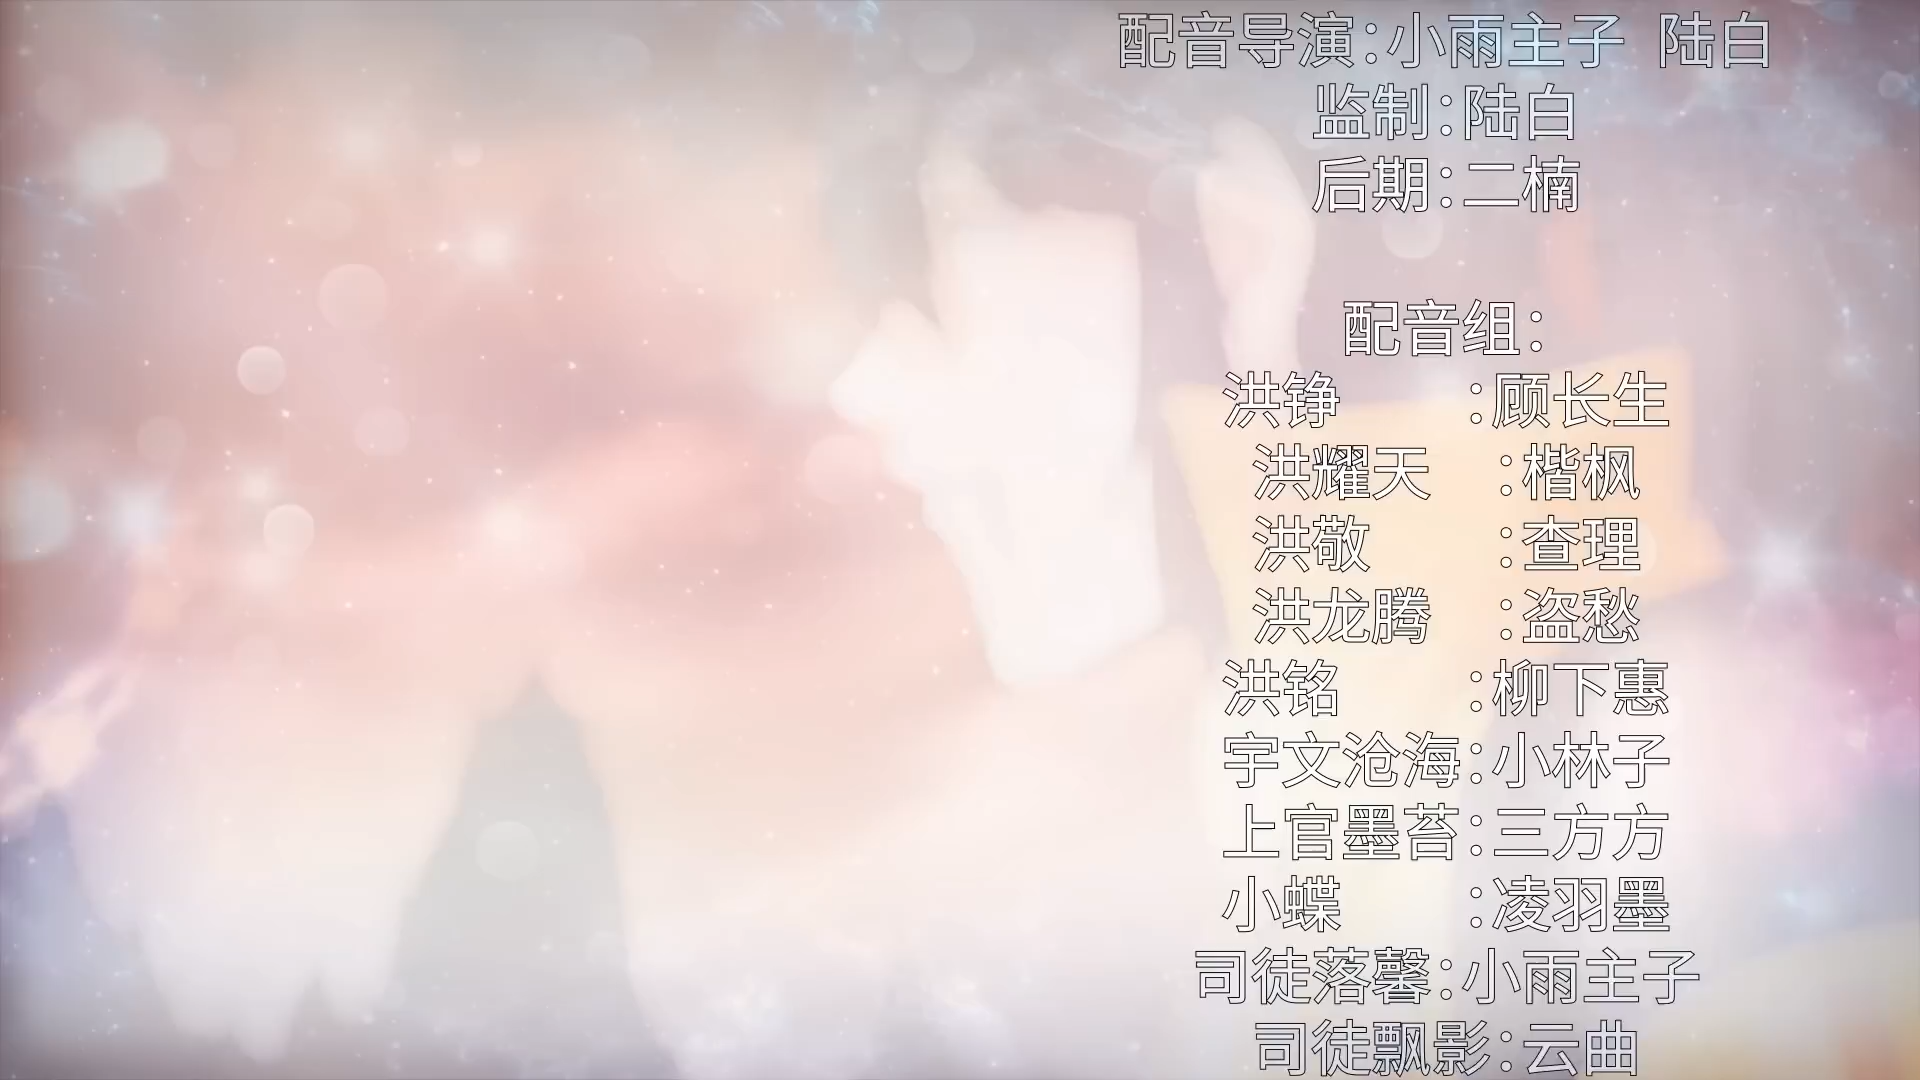 配音导演:小雨主子 陆白
监制:陆白
后期:二楠
配音组:
洪铮 :顾长生
洪耀天 :楷枫
洪敬 :查理
洪龙腾 :盗愁
洪铭 :柳下惠
宇文沧海:小林子
上官墨苔:三方方
小蝶 :凌羽墨
司徒落馨:小雨主子
司徒飘影:云曲